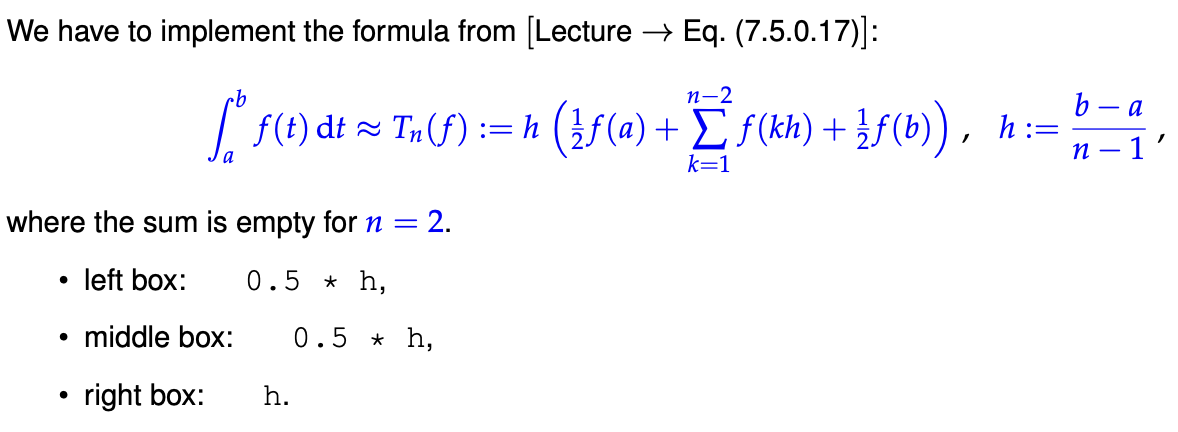 We have to implement the formula from [Lecture → Eq. (7.5.0.17)]:
∫_a^b f(t) dt ≈ T_n(f) := h (½f(a) + ∑_{k=1}^{n−2} f(kh) + ½f(b)) , h := (b − a)/(n − 1) ,
where the sum is empty for n = 2.
• left box: 0.5 * h,
• middle box: 0.5 * h,
• right box: h.